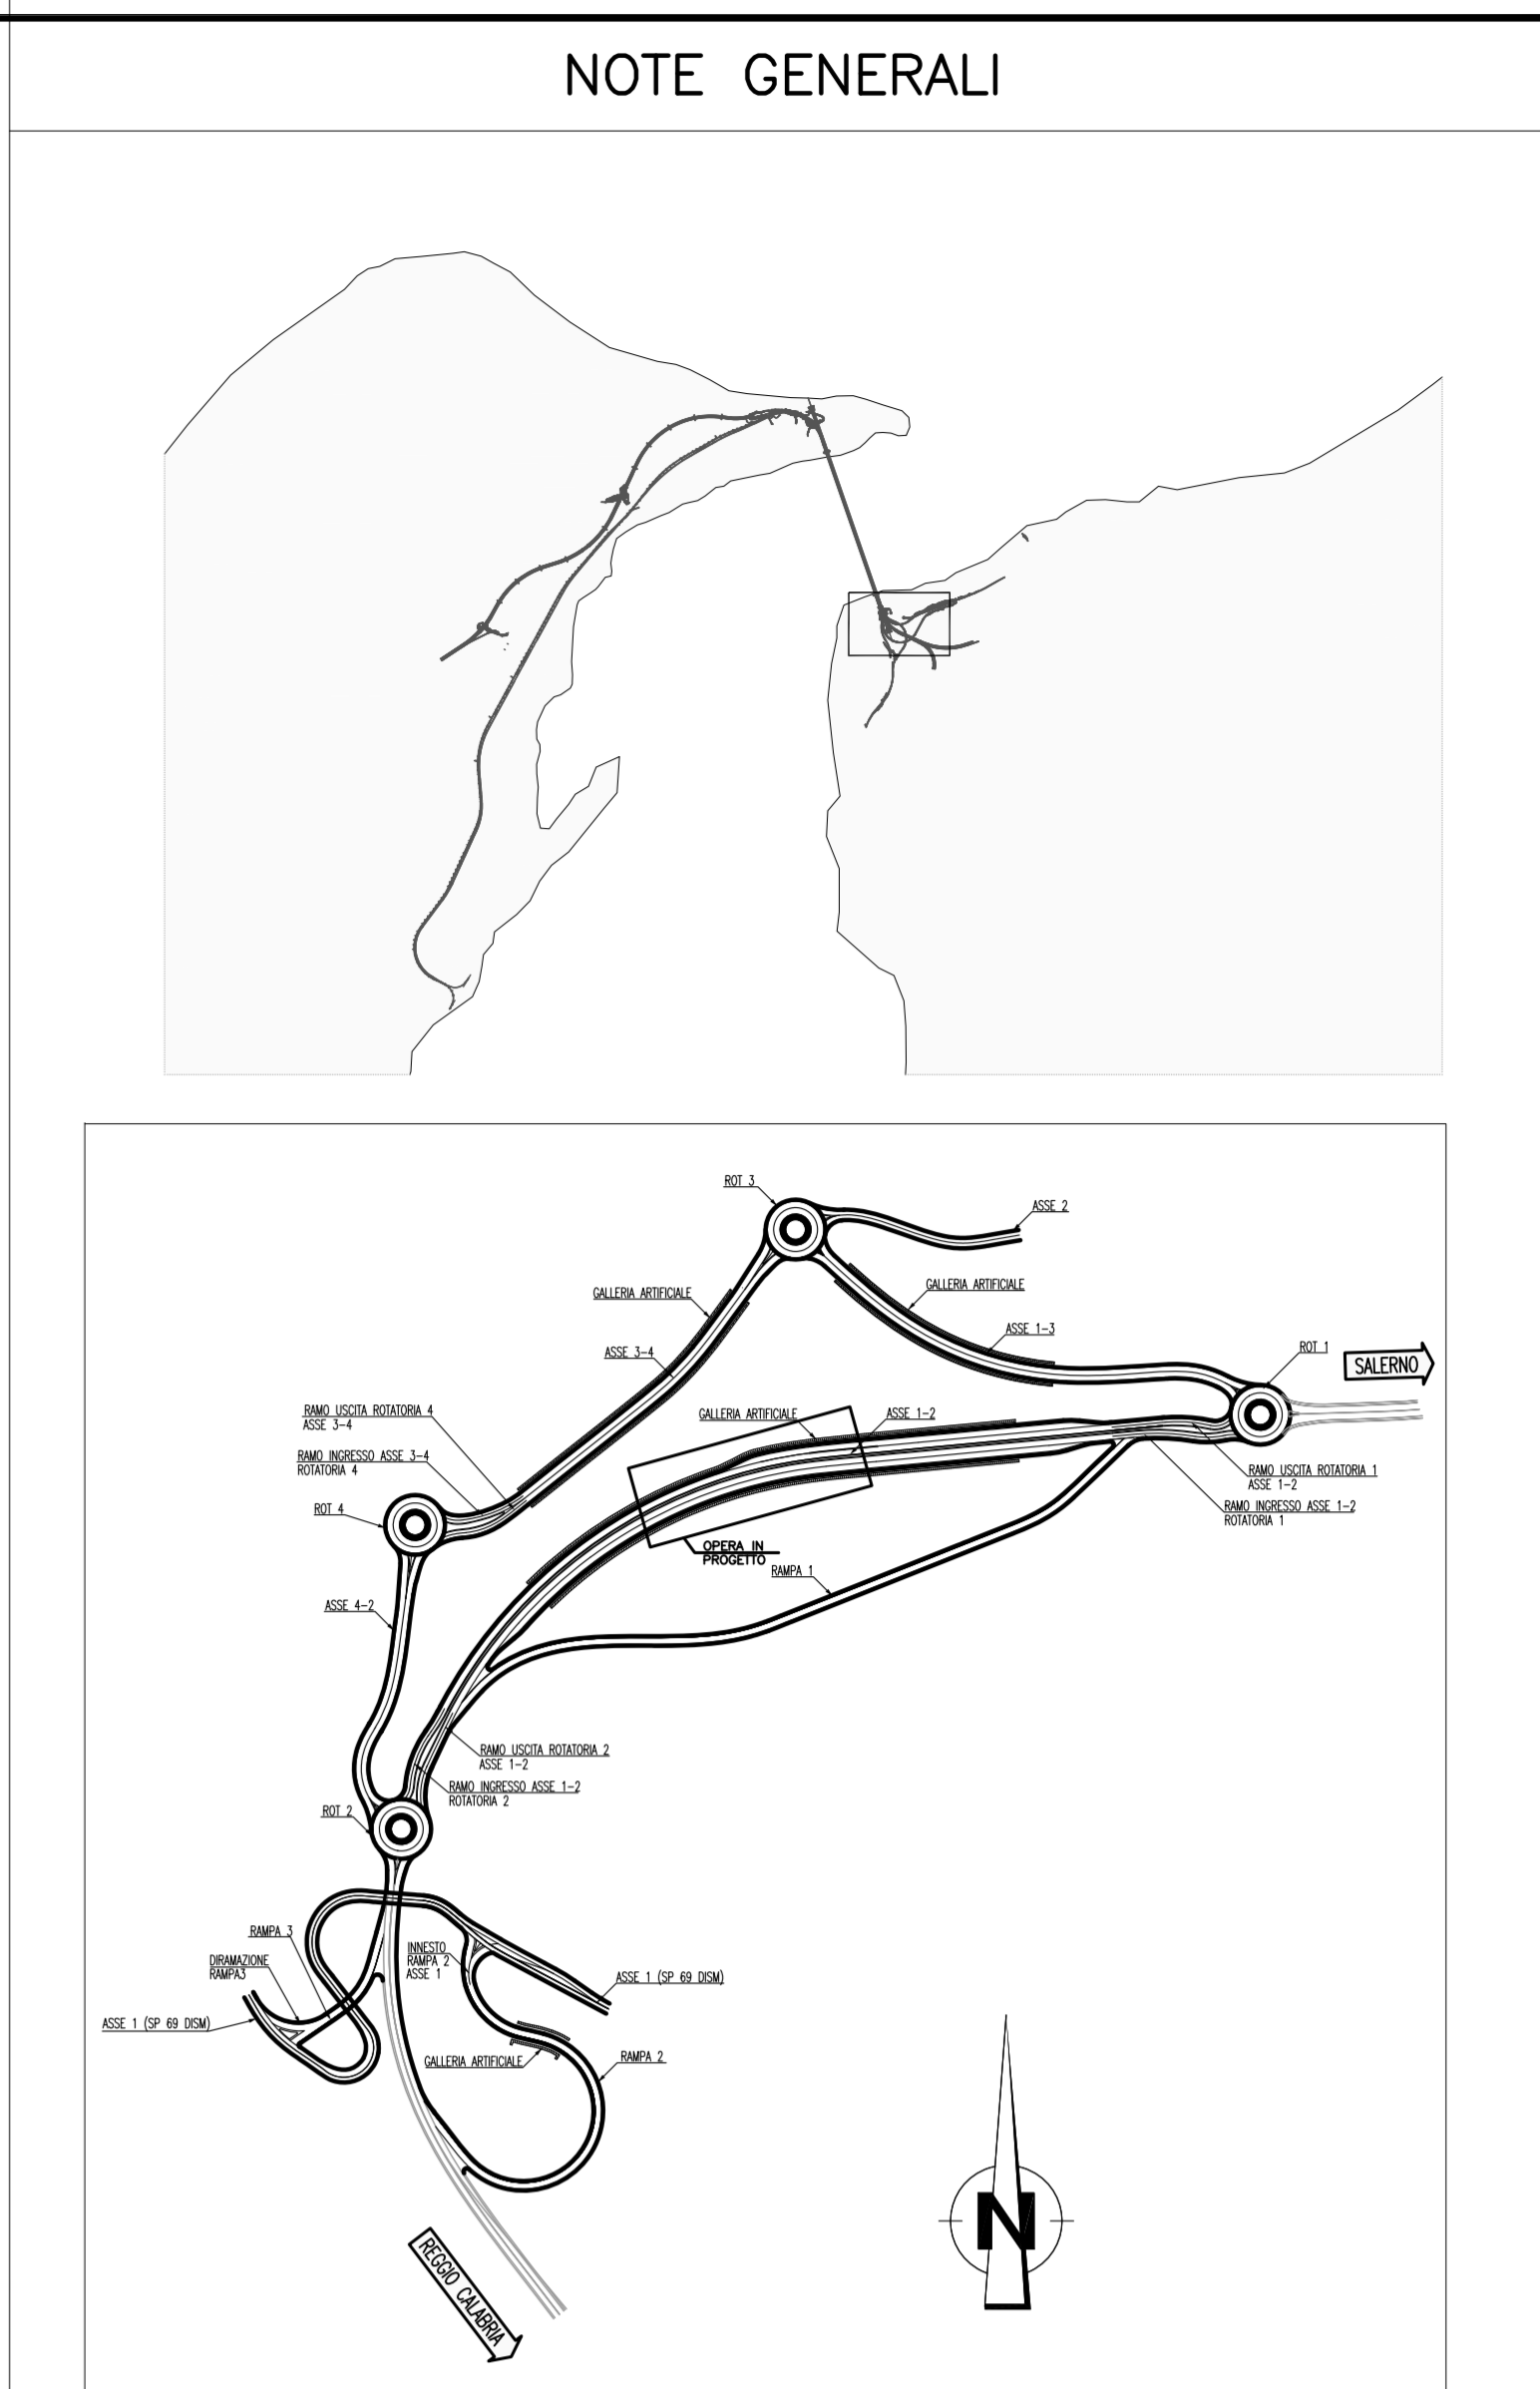 NOTE GENERALI
ROT 3
ASSE 2
GALLERIA ARTIFICIALE
GALLERIA ARTIFICIALE
ASSE 1-3
ROT 1
SALERNO
ASSE 3-4
RAMO USCITA ROTATORIA 4
ASSE 3-4
GALLERIA ARTIFICIALE
ASSE 1-2
RAMO INGRESSO ASSE 3-4
ROTATORIA 4
RAMO USCITA ROTATORIA 1
ASSE 1-2
ROT 4
RAMO INGRESSO ASSE 1-2
ROTATORIA 1
OPERA IN
PROGETTO
RAMPA 1
ASSE 4-2
RAMO USCITA ROTATORIA 2
ASSE 1-2
RAMO INGRESSO ASSE 1-2
ROTATORIA 2
ROT 2
RAMPA 3
INNESTO
RAMPA 2
ASSE 1
DIRAMAZIONE
RAMPA3
ASSE 1 (SP 69 DISM)
ASSE 1 (SP 69 DISM)
GALLERIA ARTIFICIALE
RAMPA 2
N
REGGIO CALABRIA